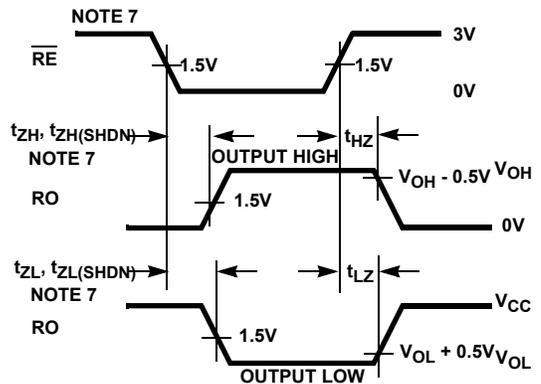 NOTE 7
3V
RE
1.5V
1.5V
0V
tZH, tZH(SHDN)
tHZ
NOTE 7
OUTPUT HIGH
VOH - 0.5V VOH
RO
1.5V
0V
tZL, tZL(SHDN)
tLZ
NOTE 7
VCC
RO
1.5V
VOL + 0.5V VOL
OUTPUT LOW